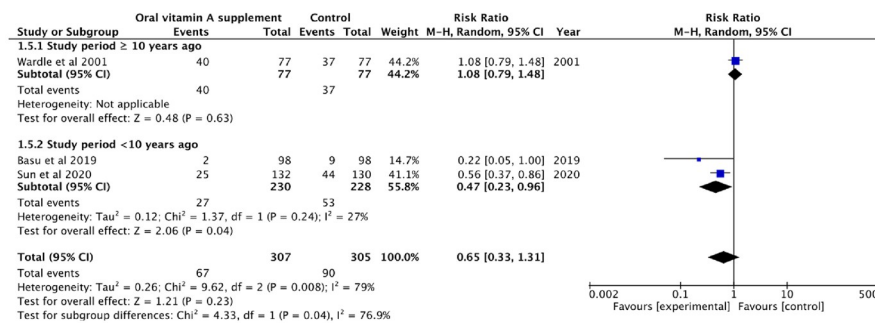 Oral vitamin A supplement Control Risk Ratio Risk Ratio
Study or Subgroup Events Total Events Total Weight M-H, Random, 95% CI Year M-H, Random, 95% CI
1.5.1 Study period ≥ 10 years ago
Wardle et al 2001 40 77 37 77 44.2% 1.08 [0.79, 1.48] 2001
Subtotal (95% CI) 77 77 44.2% 1.08 [0.79, 1.48]
Total events 40 37
Heterogeneity: Not applicable
Test for overall effect: Z = 0.48 (P = 0.63)
1.5.2 Study period <10 years ago
Basu et al 2019 2 98 9 98 14.7% 0.22 [0.05, 1.00] 2019
Sun et al 2020 25 132 44 130 41.1% 0.56 [0.37, 0.86] 2020
Subtotal (95% CI) 230 228 55.8% 0.47 [0.23, 0.96]
Total events 27 53
Heterogeneity: Tau² = 0.12; Chi² = 1.37, df = 1 (P = 0.24); I² = 27%
Test for overall effect: Z = 2.06 (P = 0.04)
Total (95% CI) 307 305 100.0% 0.65 [0.33, 1.31]
Total events 67 90
Heterogeneity: Tau² = 0.26; Chi² = 9.62, df = 2 (P = 0.008); I² = 79%
Test for overall effect: Z = 1.21 (P = 0.23)
Test for subgroup differences: Chi² = 4.33, df = 1 (P = 0.04), I² = 76.9%
0.002 0.1 1 10 500
Favours [experimental] Favours [control]